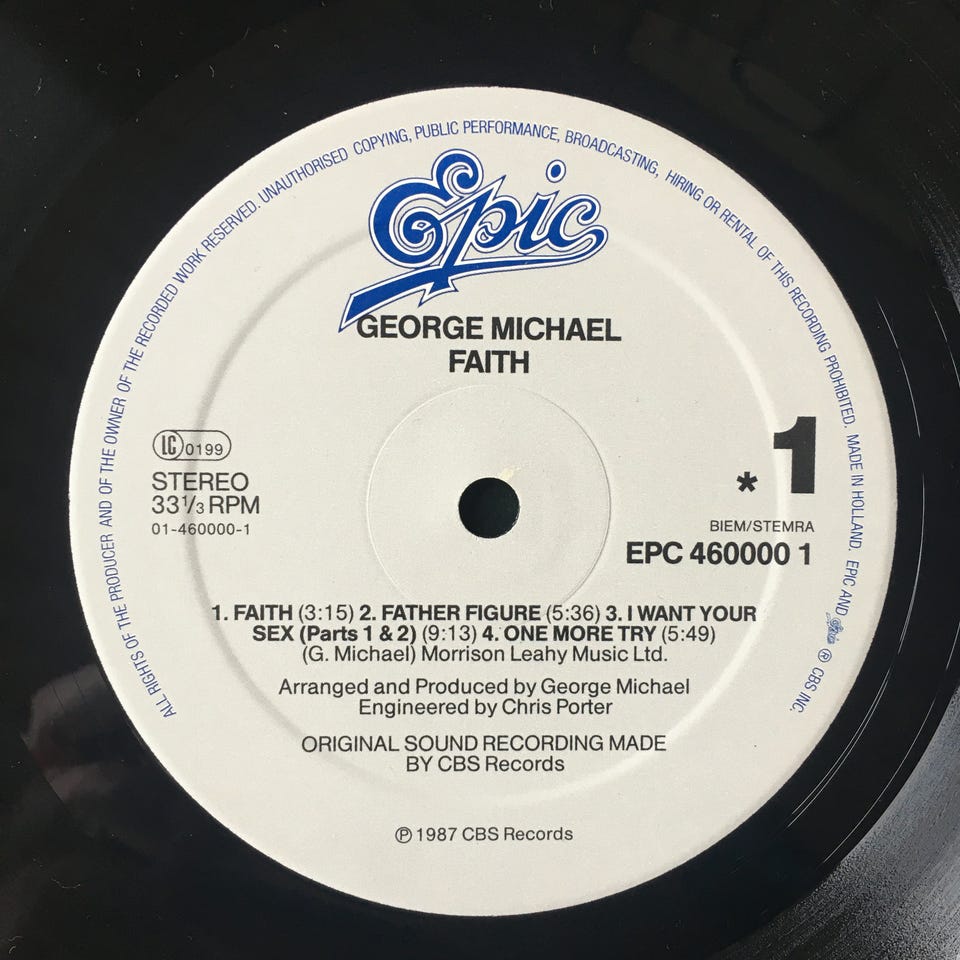 ALL RIGHTS OF THE PRODUCER AND OF THE OWNER OF THE RECORDED WORK RESERVED. UNAUTHORISED COPYING, PUBLIC PERFORMANCE, BROADCASTING, HIRING OR RENTAL OF THIS RECORDING PROHIBITED. MADE IN HOLLAND. EPIC AND Epic ® CBS INC.
Epic
GEORGE MICHAEL
FAITH
LC 0199
STEREO
33 1/3 RPM
01-460000-1
* 1
BIEM/STEMRA
EPC 460000 1
1. FAITH (3:15) 2. FATHER FIGURE (5:36) 3. I WANT YOUR
SEX (Parts 1 & 2) (9:13) 4. ONE MORE TRY (5:49)
(G. Michael) Morrison Leahy Music Ltd.
Arranged and Produced by George Michael
Engineered by Chris Porter
ORIGINAL SOUND RECORDING MADE
BY CBS Records
℗ 1987 CBS Records